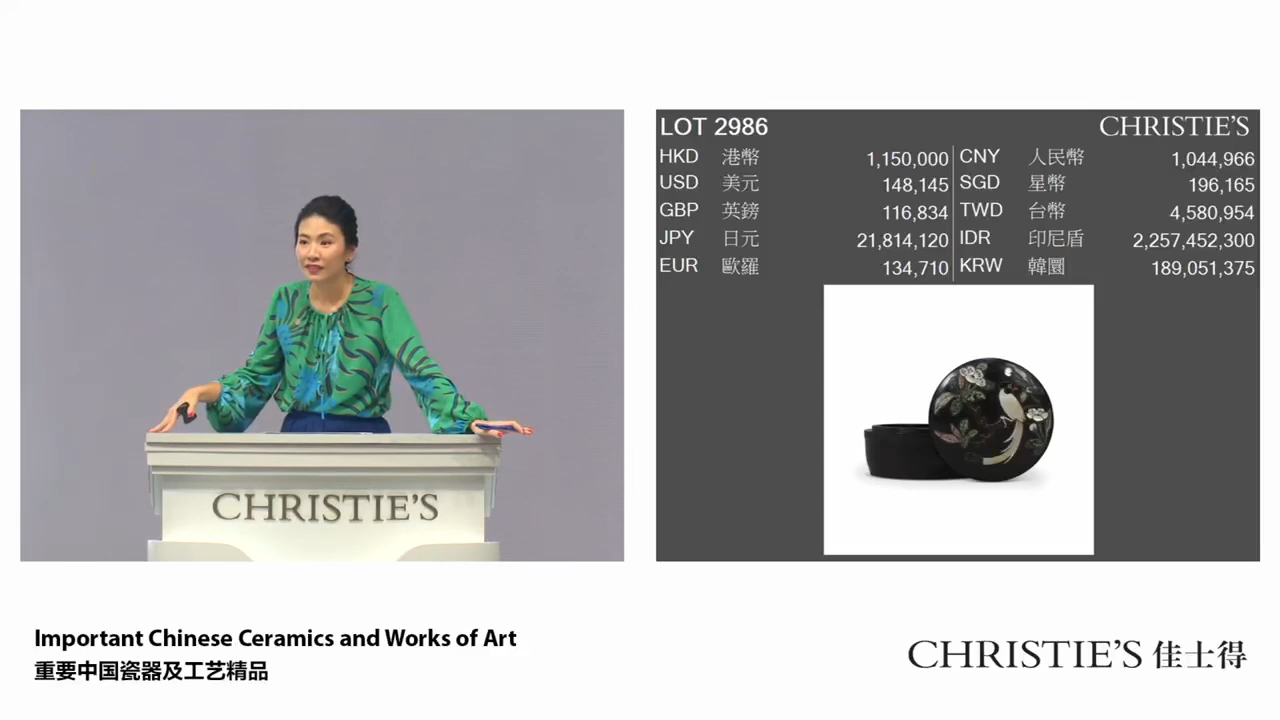 LOT 2986
CHRISTIE'S
HKD 港幣 1,150,000 CNY 人民幣 1,044,966
USD 美元 148,145 SGD 星幣 196,165
GBP 英鎊 116,834 TWD 台幣 4,580,954
JPY 日元 21,814,120 IDR 印尼盾 2,257,452,300
EUR 歐羅 134,710 KRW 韓圜 189,051,375
CHRISTIE'S
Important Chinese Ceramics and Works of Art
重要中国瓷器及工艺精品
CHRISTIE'S 佳士得